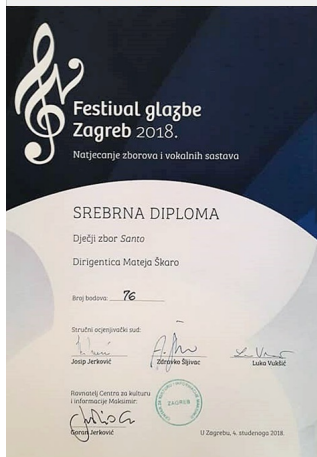 Festival glazbe
Zagreb 2018.
Natjecanje zborova i vokalnih sastava
SREBRNA DIPLOMA
Dječji zbor Santo
Dirigentica Mateja Škaro
Broj bodova: 76
Stručni ocjenjivački sud:
Josip Jerković Zdravko Šljivac Luka Vukšić
Ravnatelj Centra za kulturu
i informacije Maksimir:
Goran Jerković
ZAGREB
U Zagrebu, 4. studenoga 2018.